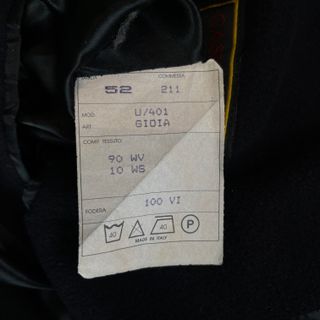 COMMESSA
52 211
MOD. U/401
ART. GIOIA
COMP. TESSUTO
90 WV
10 WS
FODERA 100 VI
40 P
MADE IN ITALY